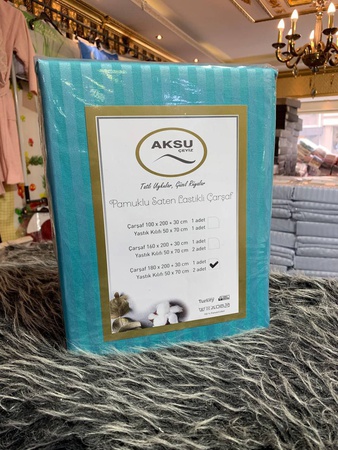 AKSU
ÇEYİZ
Tatlı Uykular, Güzel Rüyalar
Pamuklu Saten Lastikli Çarşaf
Çarşaf 100 x 200 + 30 cm 1 adet
Yastık Kılıfı 50 x 70 cm 1 adet
Çarşaf 160 x 200 + 30 cm 1 adet
Yastık Kılıfı 50 x 70 cm 2 adet
Çarşaf 180 x 200 + 30 cm 1 adet
Yastık Kılıfı 50 x 70 cm 2 adet
Turkey